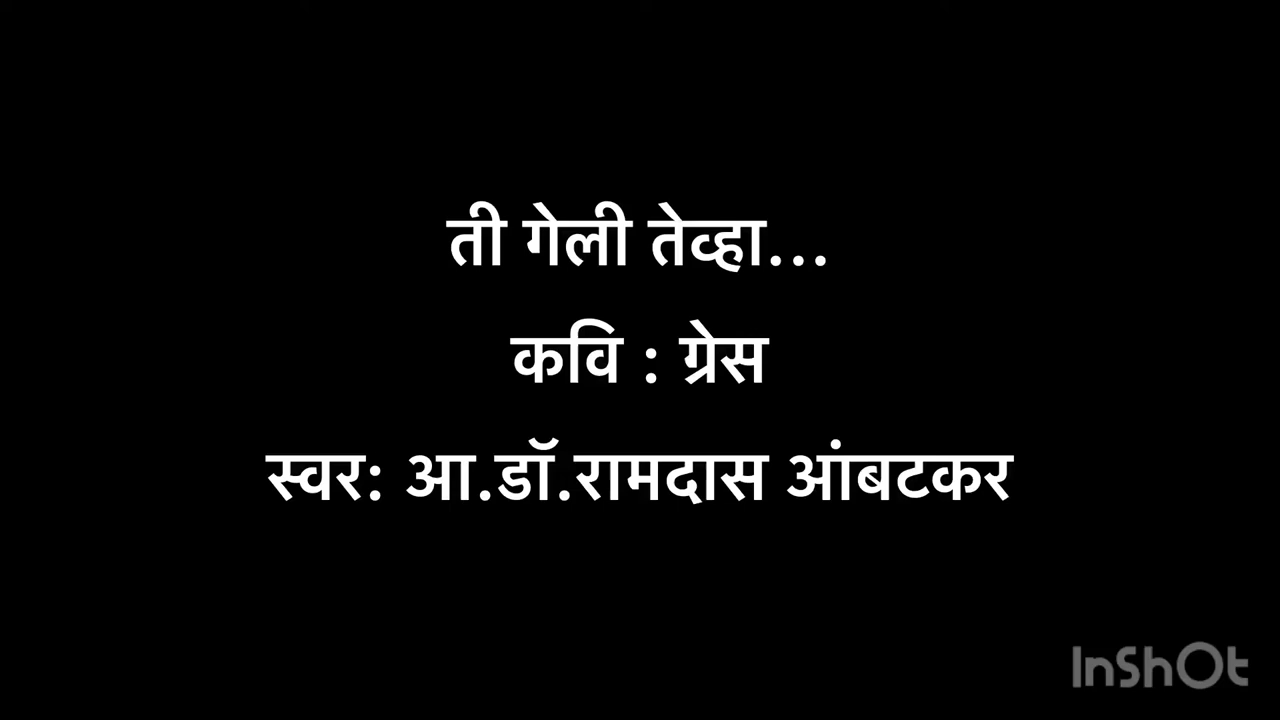 ती गेली तेव्हा...
कवि : ग्रेस
स्वर: आ.डॉ.रामदास आंबटकर
InShOt